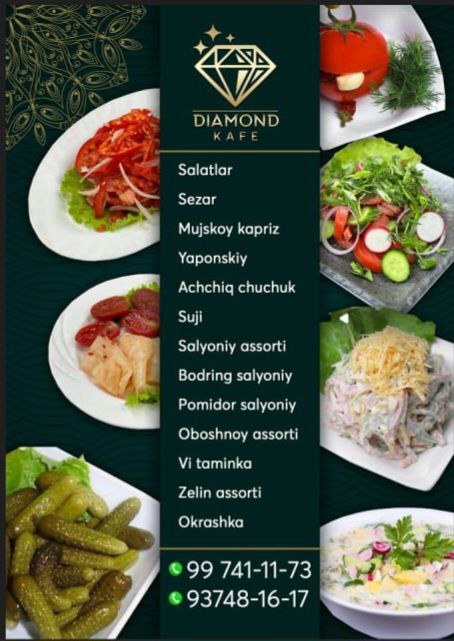 DIAMOND
KAFE
Salatlar
Sezar
Mujskoy kapriz
Yaponskiy
Achchiq chuchuk
Suji
Salyoniy assorti
Bodring salyoniy
Pomidor salyoniy
Oboshnoy assorti
Vi taminka
Zelin assorti
Okrashka
99 741-11-73
93748-16-17